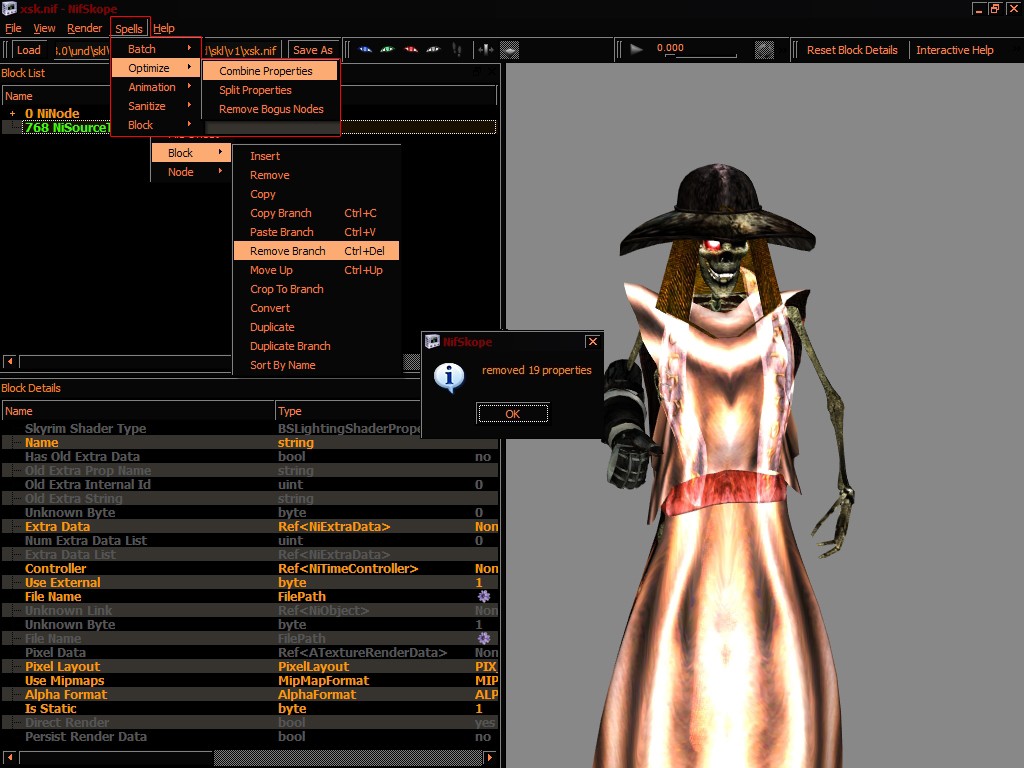 xsk.nif - NifSkope
File View Render Spells Help
Load 3.0\und\skl\ l\skl\v1\xsk.nif Save As 0.000 Reset Block Details Interactive Help
Batch
Optimize
Animation
Sanitize
Block
Combine Properties
Split Properties
Remove Bogus Nodes
Block List
Name
0 NiNode
768 NiSourceT
Block
Node
Insert
Remove
Copy
Copy Branch Ctrl+C
Paste Branch Ctrl+V
Remove Branch Ctrl+Del
Move Up Ctrl+Up
Crop To Branch
Convert
Duplicate
Duplicate Branch
Sort By Name
NifSkope
removed 19 properties
OK
Block Details
Name Type
Skyrim Shader Type BSLightingShaderPrope
Name string
Has Old Extra Data bool no
Old Extra Prop Name string
Old Extra Internal Id uint 0
Old Extra String string
Unknown Byte byte 0
Extra Data Ref<NiExtraData> Non
Num Extra Data List uint 0
Extra Data List Ref<NiExtraData>
Controller Ref<NiTimeController> Non
Use External byte 1
File Name FilePath
Unknown Link Ref<NiObject> Non
Unknown Byte byte 1
File Name FilePath
Pixel Data Ref<ATextureRenderData> Non
Pixel Layout PixelLayout PIX
Use Mipmaps MipMapFormat MIP
Alpha Format AlphaFormat ALP
Is Static byte 1
Direct Render bool yes
Persist Render Data bool no